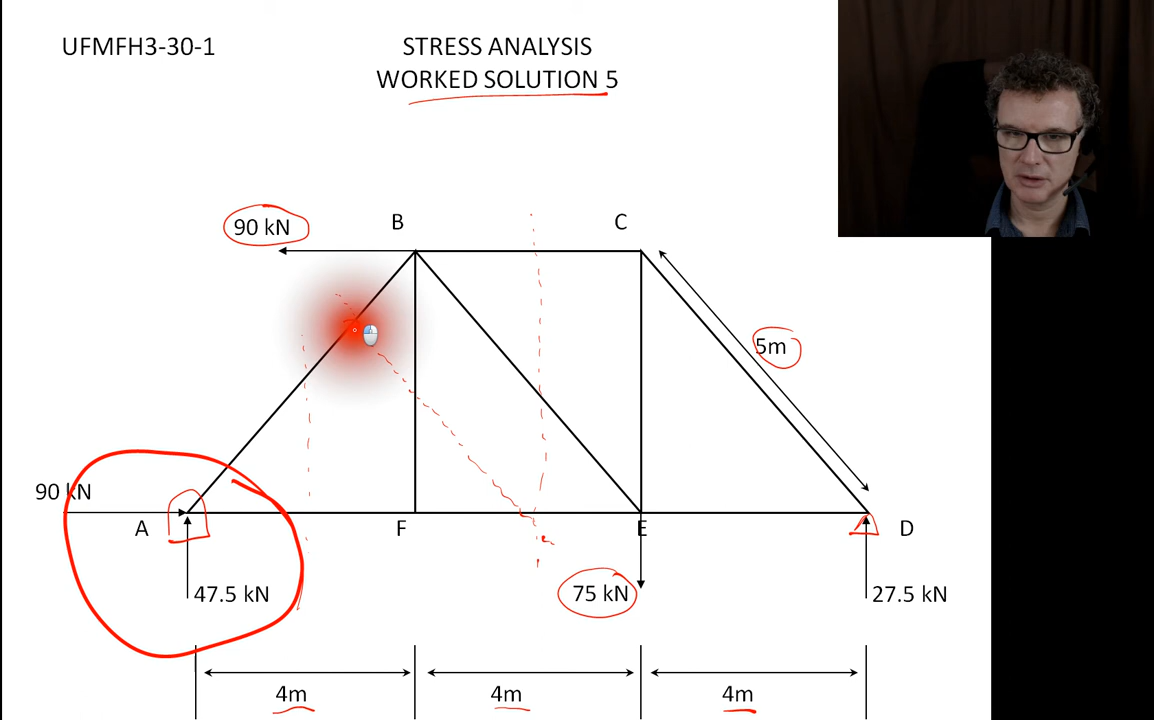 UFMFH3-30-1
STRESS ANALYSIS
WORKED SOLUTION 5
90 kN
B
C
5m
90 kN
A
F
E
D
47.5 kN
75 kN
27.5 kN
4m
4m
4m